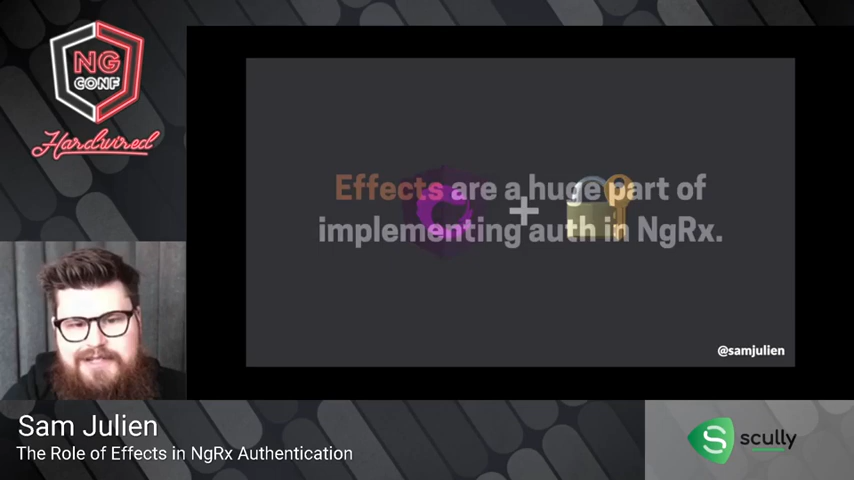 NG
CONF
Hardwired
Effects are a huge part of
implementing auth in NgRx.
+
@samjulien
Sam Julien
The Role of Effects in NgRx Authentication
S scully